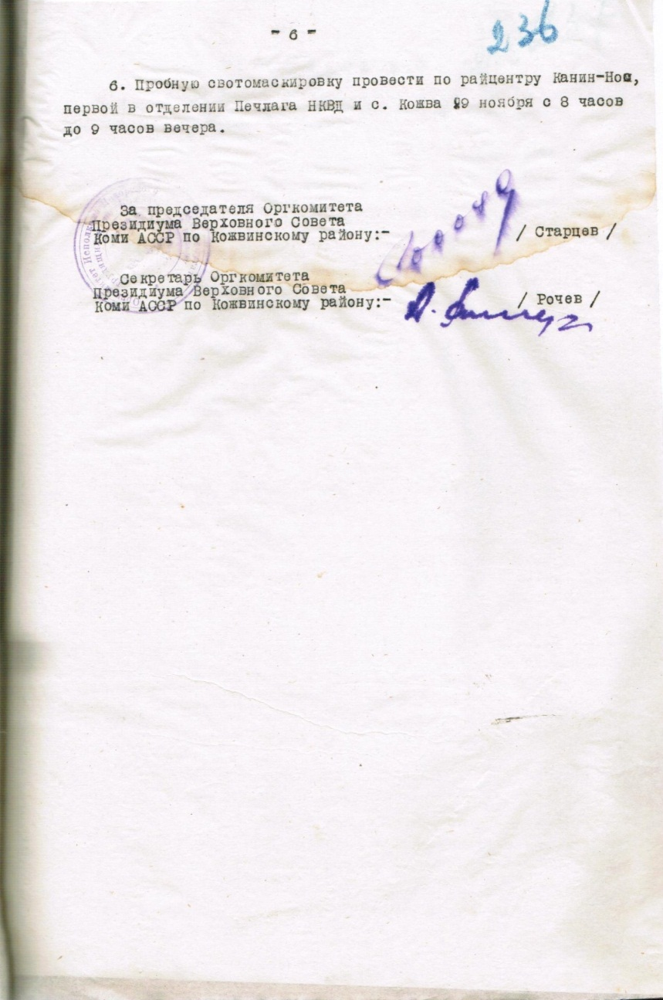 - 6 -
236
6. Пробную свотомаскировку провести по райцентру Канин-Нос,
первой в отделении Печлага НКВД и с. Кожва 29 ноября с 8 часов
до 9 часов вечера.
За председателя Оргкомитета
Президиума Верховного Совета
Коми АССР по Кожвинскому району:-
/ Старцев /
Секретарь Оргкомитета
Президиума Верховного Совета
Коми АССР по Кожвинскому району:-
/ Рочев /